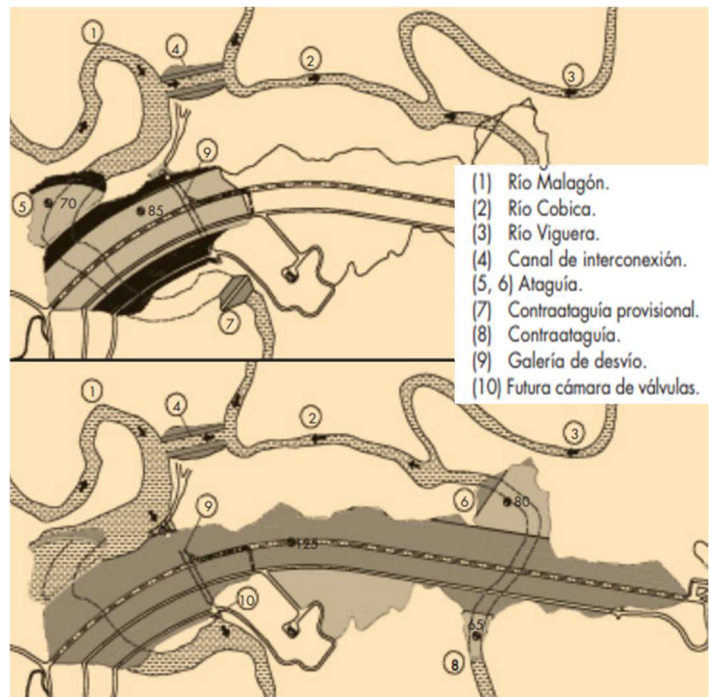 1
4
2
3
9
5
70
85
7
(1) Río Malagón.
(2) Río Cobica.
(3) Río Viguera.
(4) Canal de interconexión.
(5, 6) Ataguía.
(7) Contraataguía provisional.
(8) Contraataguía.
(9) Galería de desvío.
(10) Futura cámara de válvulas.
1
4
2
3
9
6
80
125
10
65
8